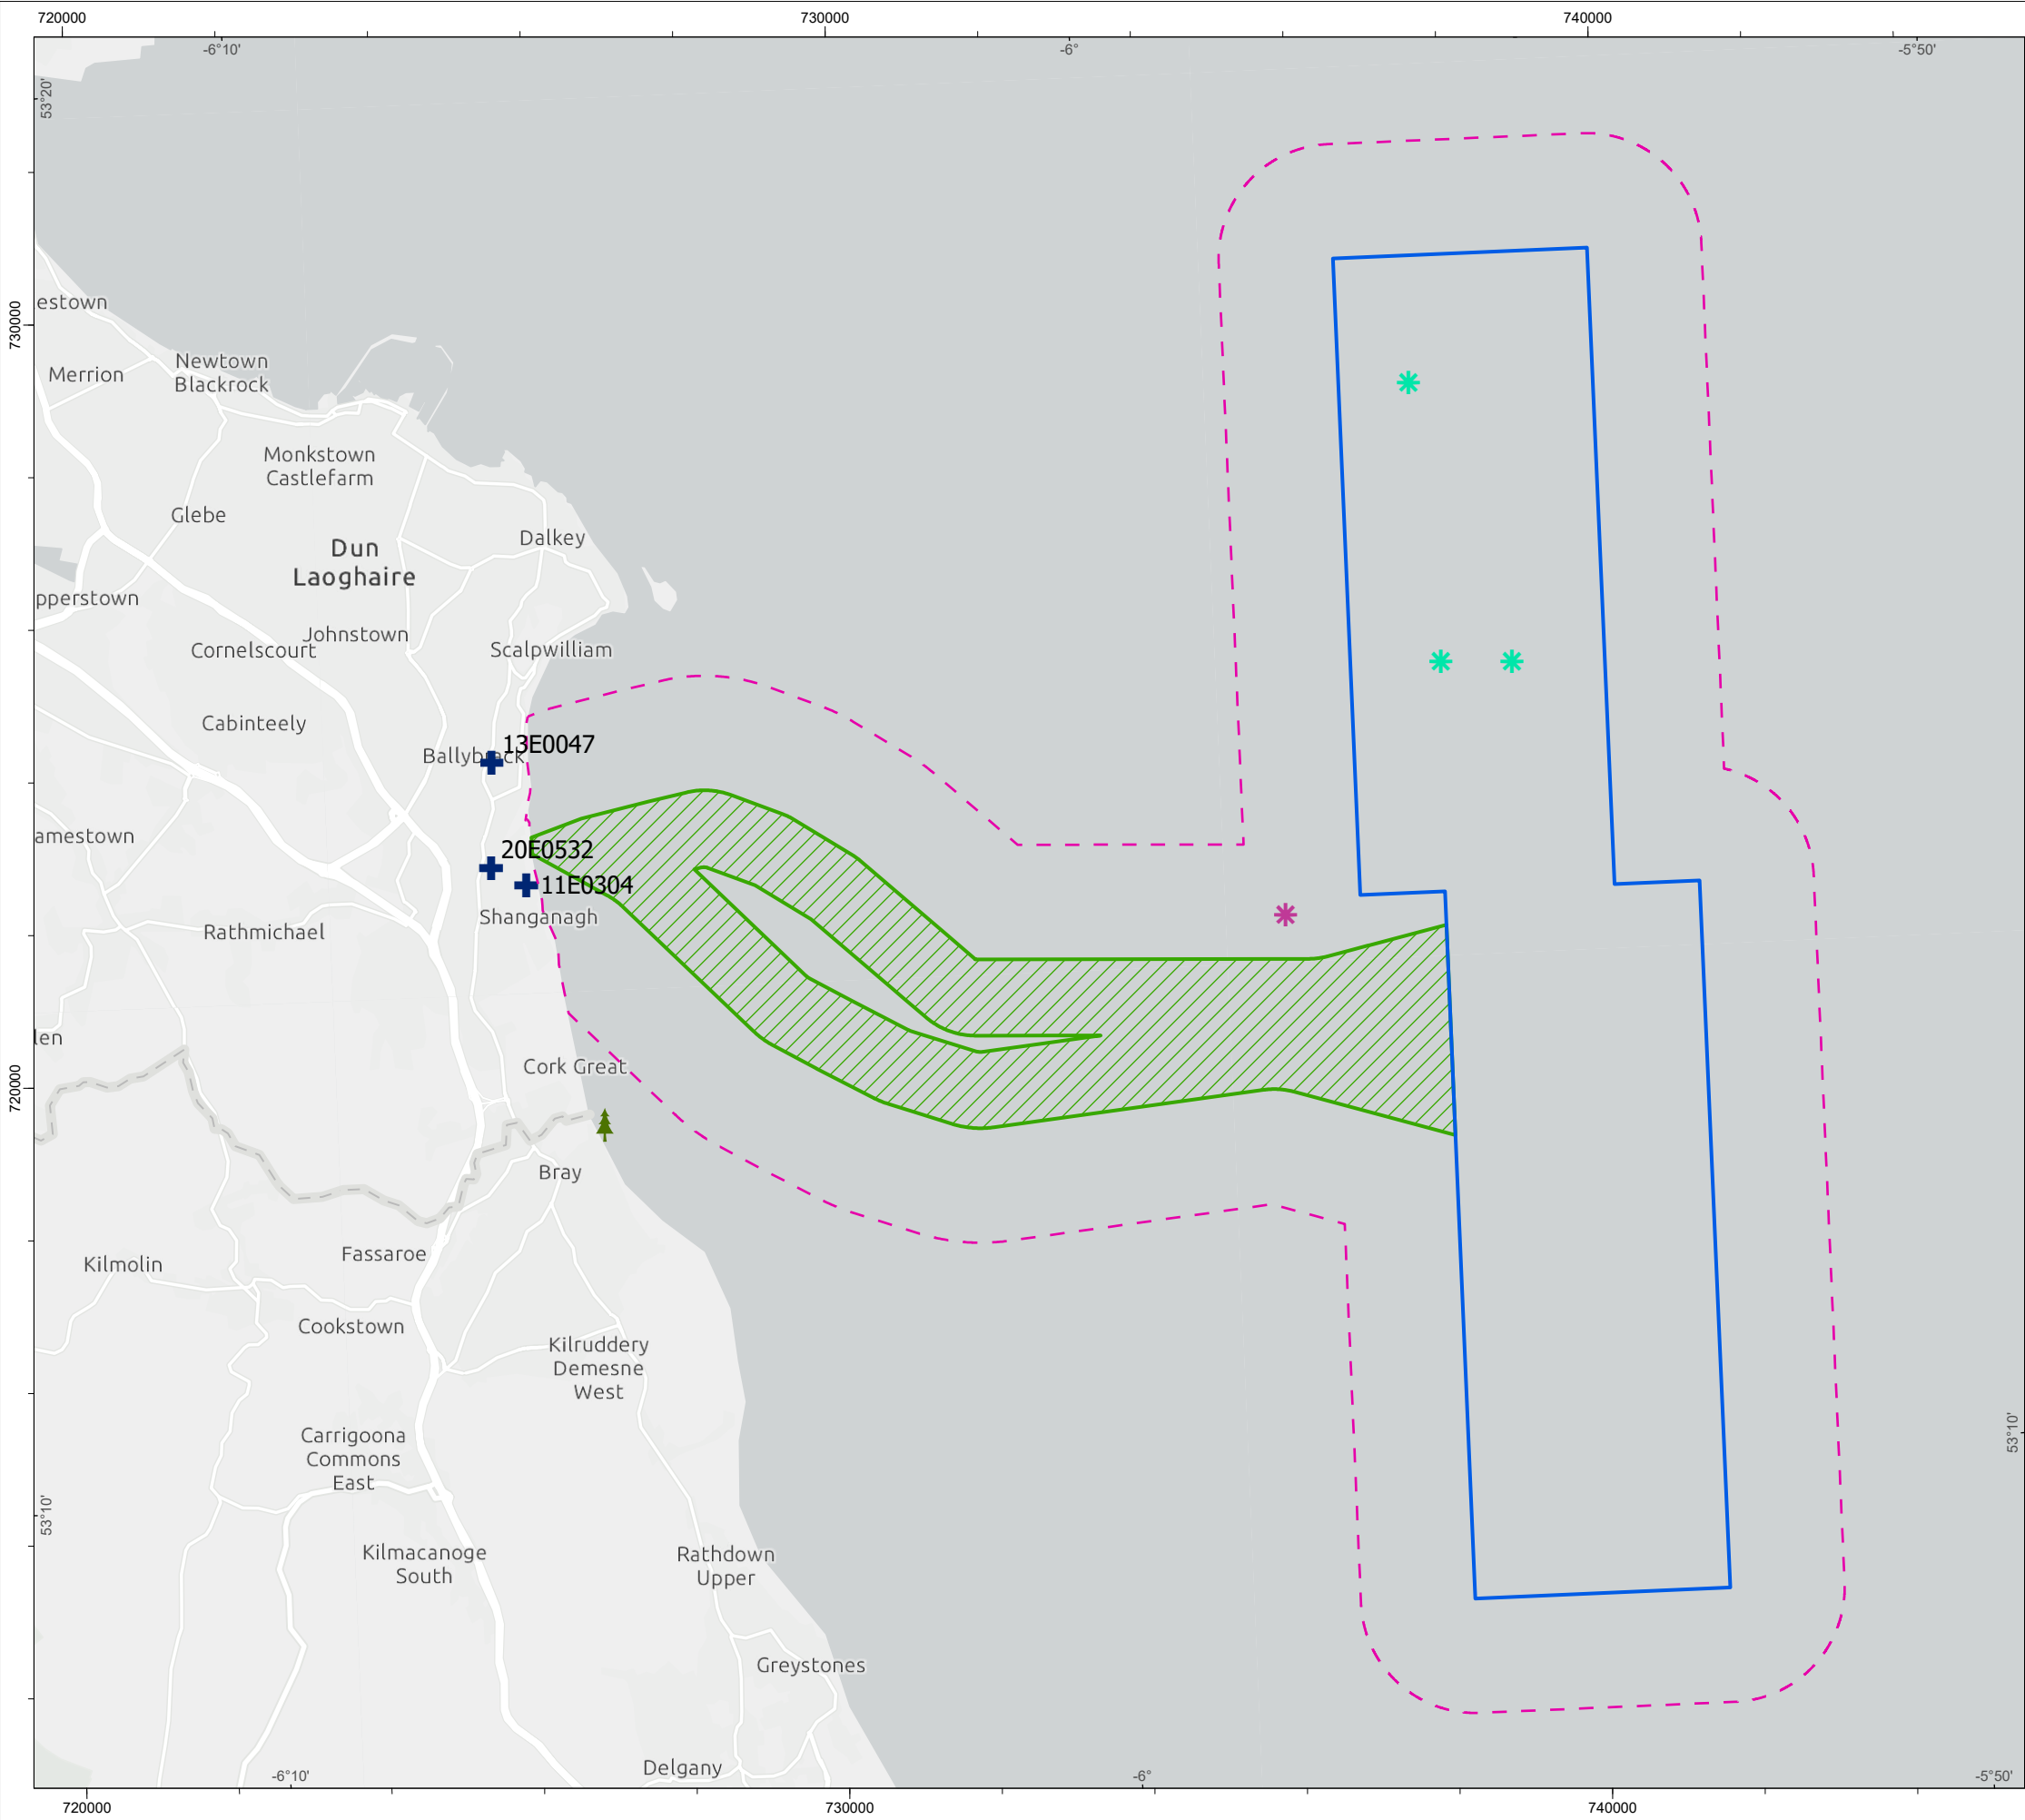 720000 730000 740000
-6°10' -6° -5°50'
53°20'
estown
730000
Newtown
Blackrock
Merrion
Monkstown
Castlefarm
Glebe
Dalkey
Dun
Laoghaire
pperstown
Johnstown
Cornelscourt
Scalpwilliam
Cabinteely
13E0047
Ballybrack
amestown
20E0532
11E0304
Shanganagh
Rathmichael
len
Cork Great
720000
Bray
Fassaroe
Kilmolin
Cookstown
Kilruddery
Demesne
West
Carrigoona
Commons
East
53°10'
53°10'
Kilmacanoge
South
Rathdown
Upper
Greystones
Delgany
-6°10' -6° -5°50'
720000 730000 740000